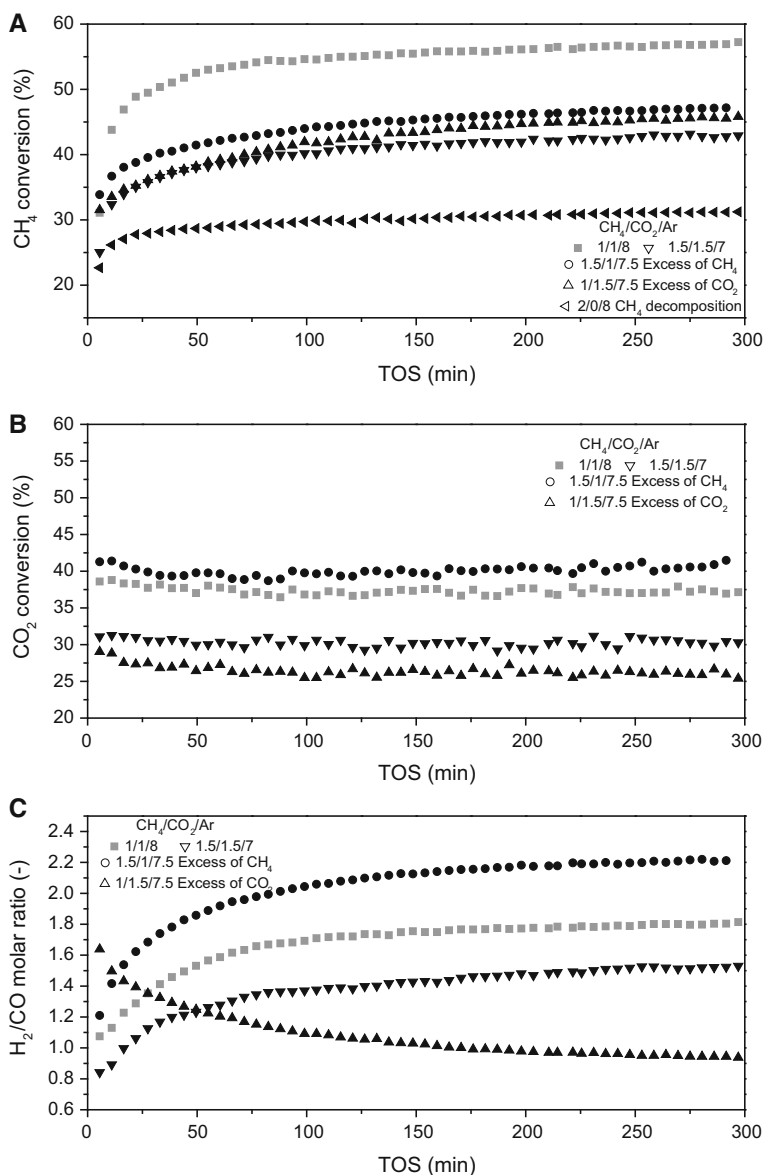 A
60
50
40
30
20
CH₄ conversion (%)
CH₄/CO₂/Ar
1/1/8 1.5/1.5/7
1.5/1/7.5 Excess of CH₄
1/1.5/7.5 Excess of CO₂
2/0/8 CH₄ decomposition
0 50 100 150 200 250 300
TOS (min)
B
60
55
50
45
40
35
30
25
20
CO₂ conversion (%)
CH₄/CO₂/Ar
1/1/8 1.5/1.5/7
1.5/1/7.5 Excess of CH₄
1/1.5/7.5 Excess of CO₂
0 50 100 150 200 250 300
TOS (min)
C
2.4
2.2
2.0
1.8
1.6
1.4
1.2
1.0
0.8
0.6
H₂/CO molar ratio (-)
CH₄/CO₂/Ar
1/1/8 1.5/1.5/7
1.5/1/7.5 Excess of CH₄
1/1.5/7.5 Excess of CO₂
0 50 100 150 200 250 300
TOS (min)